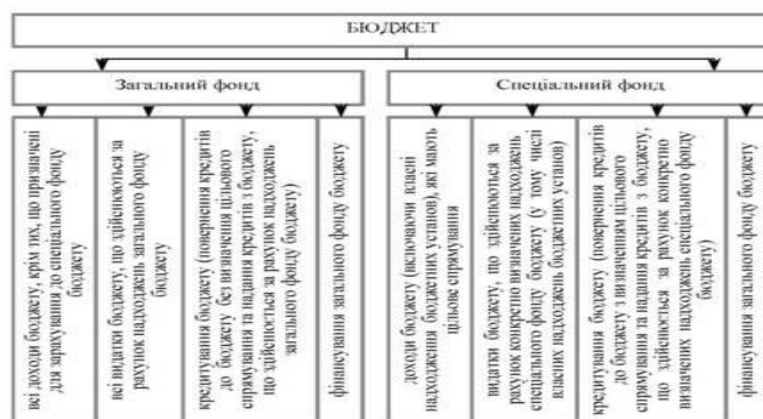 БЮДЖЕТ
Загальний фонд
Спеціальний фонд
всі доходи бюджету, крім тих, що призначені
для зарахування до спеціального фонду
бюджету
всі видатки бюджету, що здійснюються за
рахунок надходжень загального фонду
бюджету
кредитування бюджету (повернення кредитів
до бюджету без визначення цільового
спрямування та надання кредитів з бюджету,
що здійснюється за рахунок надходжень
загального фонду бюджету)
фінансування загального фонду бюджету
доходи бюджету (включаючи власні
надходження бюджетних установ), які мають
цільове спрямування
видатки бюджету, що здійснюються за
рахунок конкретно визначених надходжень
спеціального фонду бюджету (у тому числі
власних надходжень бюджетних установ)
кредитування бюджету (повернення кредитів
до бюджету з визначенням цільового
спрямування та надання кредитів з бюджету,
що здійснюється за рахунок конкретно
визначених надходжень спеціального фонду
бюджету)
фінансування загального фонду бюджету